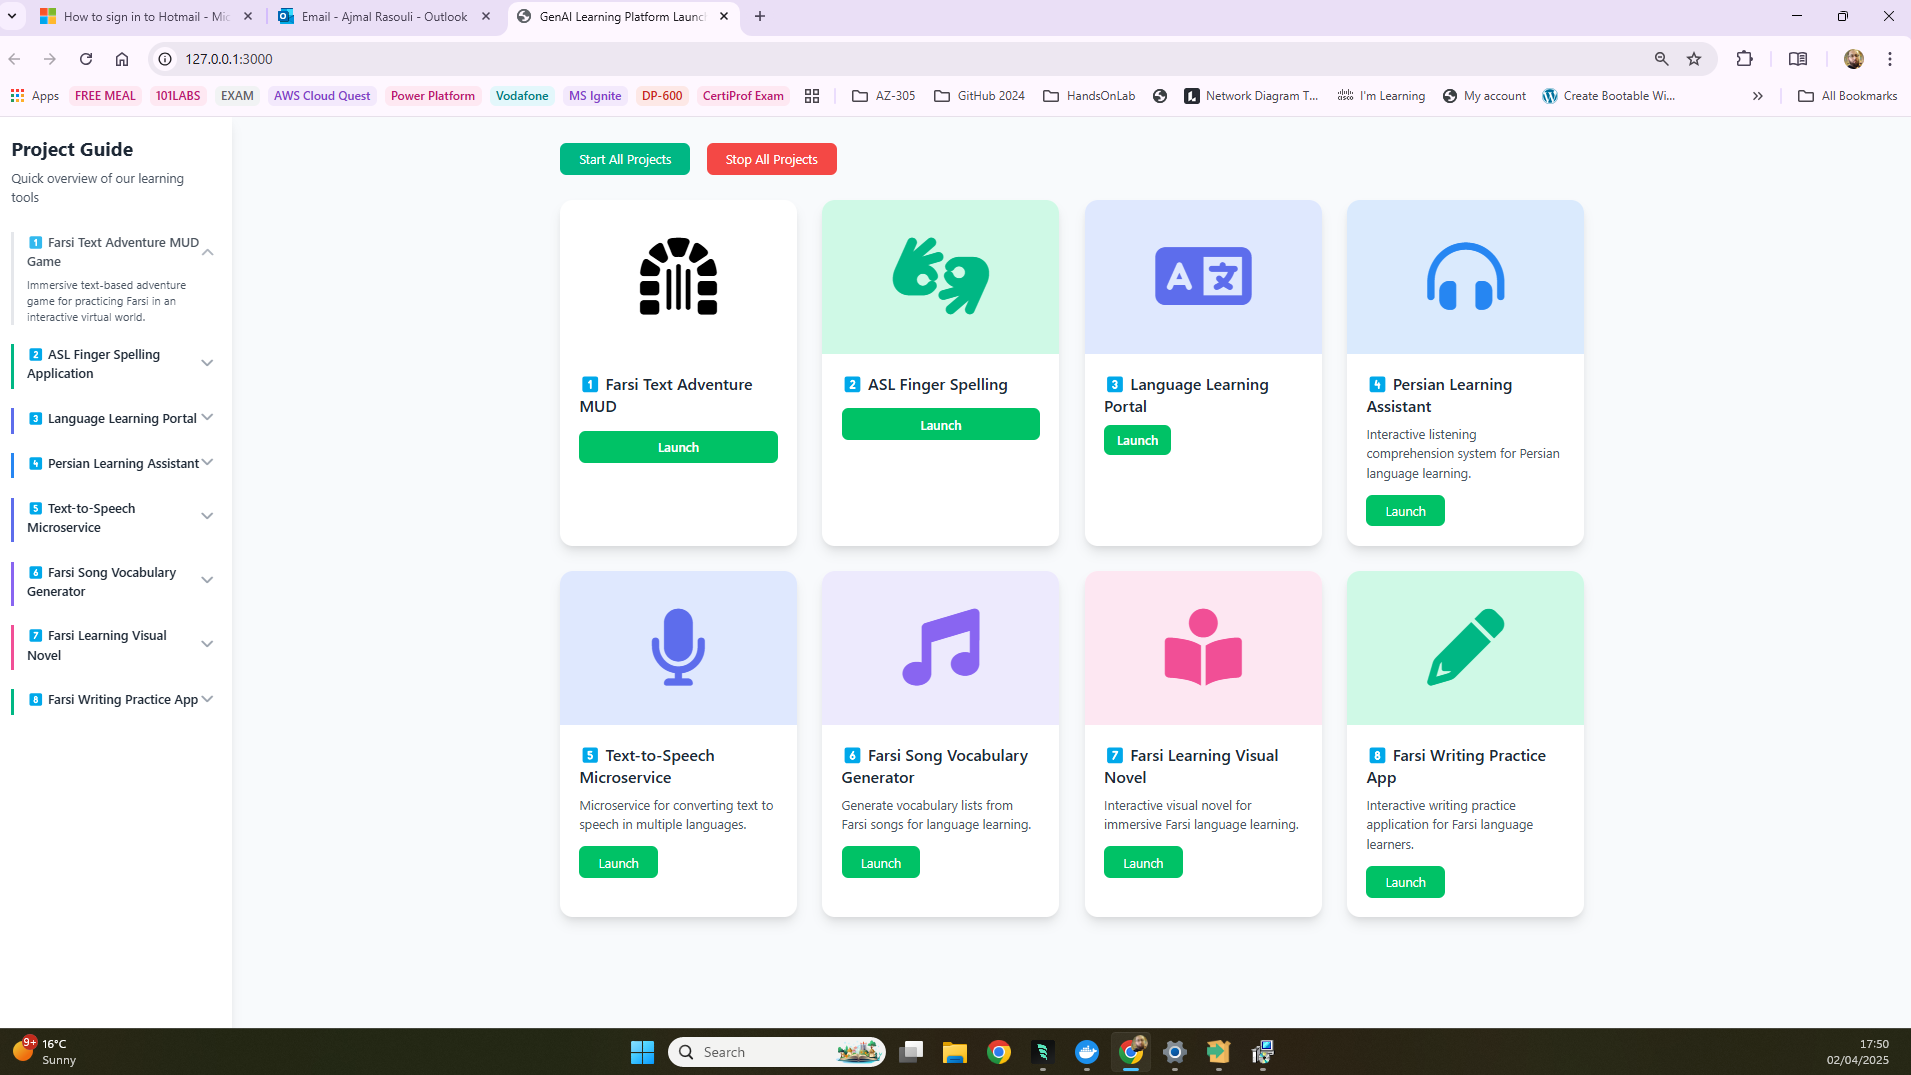 How to sign in to Hotmail - Mic
Email - Ajmal Rasouli - Outlook
GenAI Learning Platform Launc
127.0.0.1:3000
Apps
FREE MEAL
101LABS
EXAM
AWS Cloud Quest
Power Platform
Vodafone
MS Ignite
DP-600
CertiProf Exam
AZ-305
GitHub 2024
HandsOnLab
Network Diagram T...
I'm Learning
My account
Create Bootable Wi...
All Bookmarks
Project Guide
Quick overview of our learning
tools
1 Farsi Text Adventure MUD
Game
Immersive text-based adventure
game for practicing Farsi in an
interactive virtual world.
2 ASL Finger Spelling
Application
3 Language Learning Portal
4 Persian Learning Assistant
5 Text-to-Speech
Microservice
6 Farsi Song Vocabulary
Generator
7 Farsi Learning Visual
Novel
8 Farsi Writing Practice App
Start All Projects
Stop All Projects
1 Farsi Text Adventure
MUD
Launch
2 ASL Finger Spelling
Launch
A 文
3 Language Learning
Portal
Launch
4 Persian Learning
Assistant
Interactive listening
comprehension system for Persian
language learning.
Launch
5 Text-to-Speech
Microservice
Microservice for converting text to
speech in multiple languages.
Launch
6 Farsi Song Vocabulary
Generator
Generate vocabulary lists from
Farsi songs for language learning.
Launch
7 Farsi Learning Visual
Novel
Interactive visual novel for
immersive Farsi language learning.
Launch
8 Farsi Writing Practice
App
Interactive writing practice
application for Farsi language
learners.
Launch
9+
16°C
Sunny
Search
17:50
02/04/2025